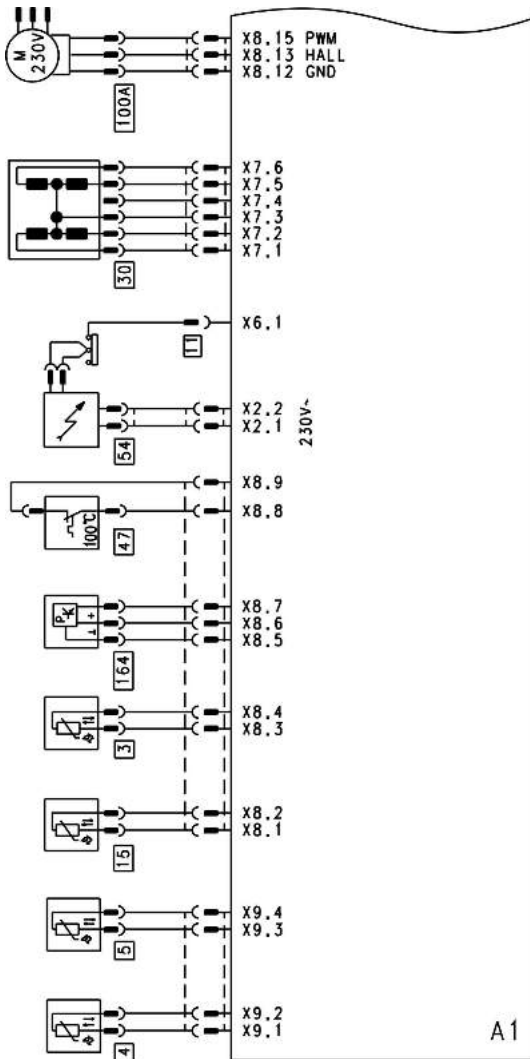 M
230V
X8.15 PWM
X8.13 HALL
X8.12 GND
100A
X7.6
X7.5
X7.4
X7.3
X7.2
X7.1
30
X6.1
11
X2.2
X2.1
230V~
54
X8.9
X8.8
100°C
47
P
+
X8.7
X8.6
X8.5
164
X8.4
X8.3
3
X8.2
X8.1
15
X9.4
X9.3
5
X9.2
X9.1
4
A1